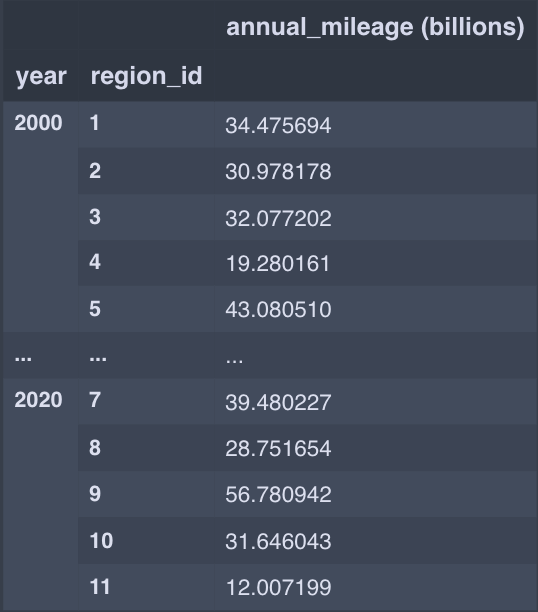 annual_mileage (billions)
year region_id
2000 1 34.475694
2 30.978178
3 32.077202
4 19.280161
5 43.080510
... ... ...
2020 7 39.480227
8 28.751654
9 56.780942
10 31.646043
11 12.007199